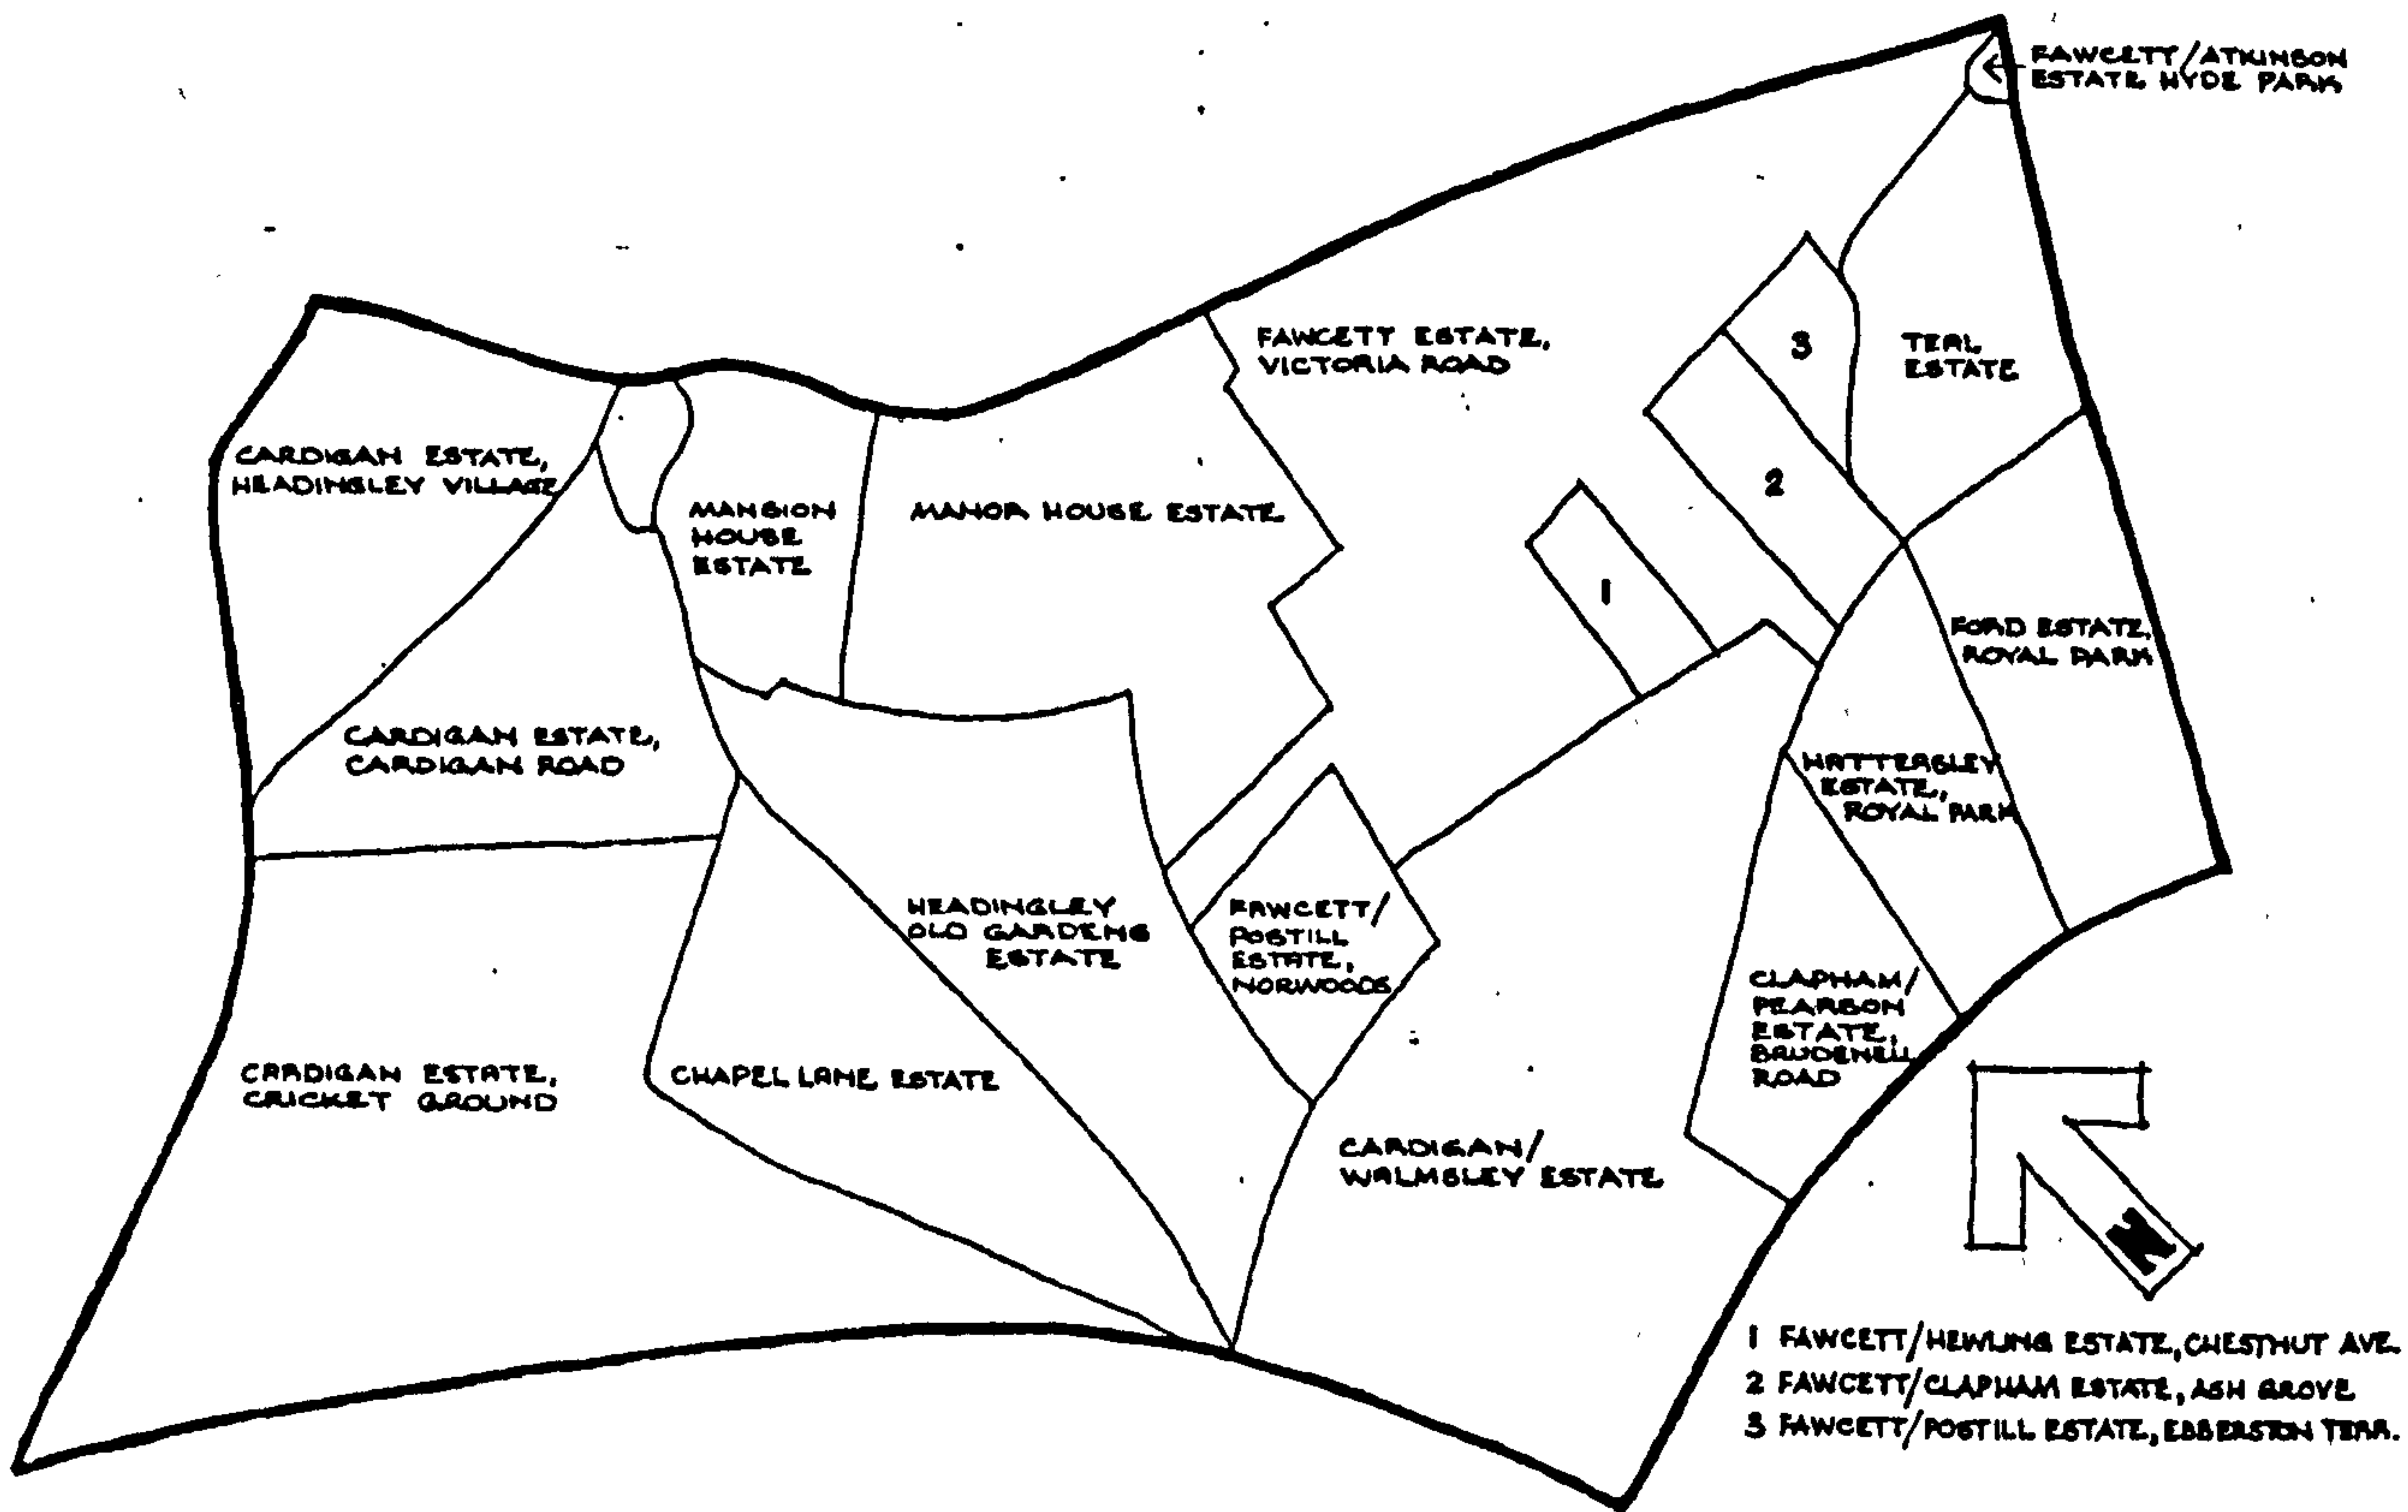 FAWCETT/ATKINSON
ESTATE HYDE PARK
FAWCETT ESTATE,
VICTORIA ROAD
3
TEAL
ESTATE
CARDIGAN ESTATE,
HEADINGLEY VILLAGE
2
MANSION
HOUSE
ESTATE
MANOR HOUSE ESTATE
1
FORD ESTATE,
ROYAL PARK
CARDIGAN ESTATE,
CARDIGAN ROAD
HATTERSLEY
ESTATE,
ROYAL PARK
HEADINGLEY
OLD GARDENS
ESTATE
FAWCETT/
POSTILL
ESTATE,
NORWOODS
CLAPHAM/
PEARSON
ESTATE,
BRUDENELL
ROAD
CARDIGAN ESTATE,
CRICKET GROUND
CHAPEL LANE ESTATE
CARDIGAN/
WALMSLEY ESTATE
N
1 FAWCETT/HEWLING ESTATE, CHESTNUT AVE.
2 FAWCETT/CLAPHAM ESTATE, ASH GROVE
3 FAWCETT/POSTILL ESTATE, EBBERSTON TERR.